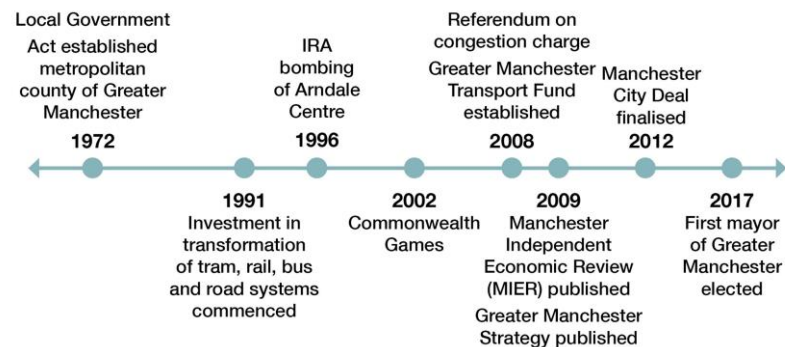 Local Government
Act established
metropolitan
county of Greater
Manchester
1972
1991
Investment in
transformation
of tram, rail, bus
and road systems
commenced
IRA
bombing
of Arndale
Centre
1996
2002
Commonwealth
Games
Referendum on
congestion charge
Greater Manchester
Transport Fund
established
2008
2009
Manchester
Independent
Economic Review
(MIER) published
Greater Manchester
Strategy published
Manchester
City Deal
finalised
2012
2017
First mayor
of Greater
Manchester
elected